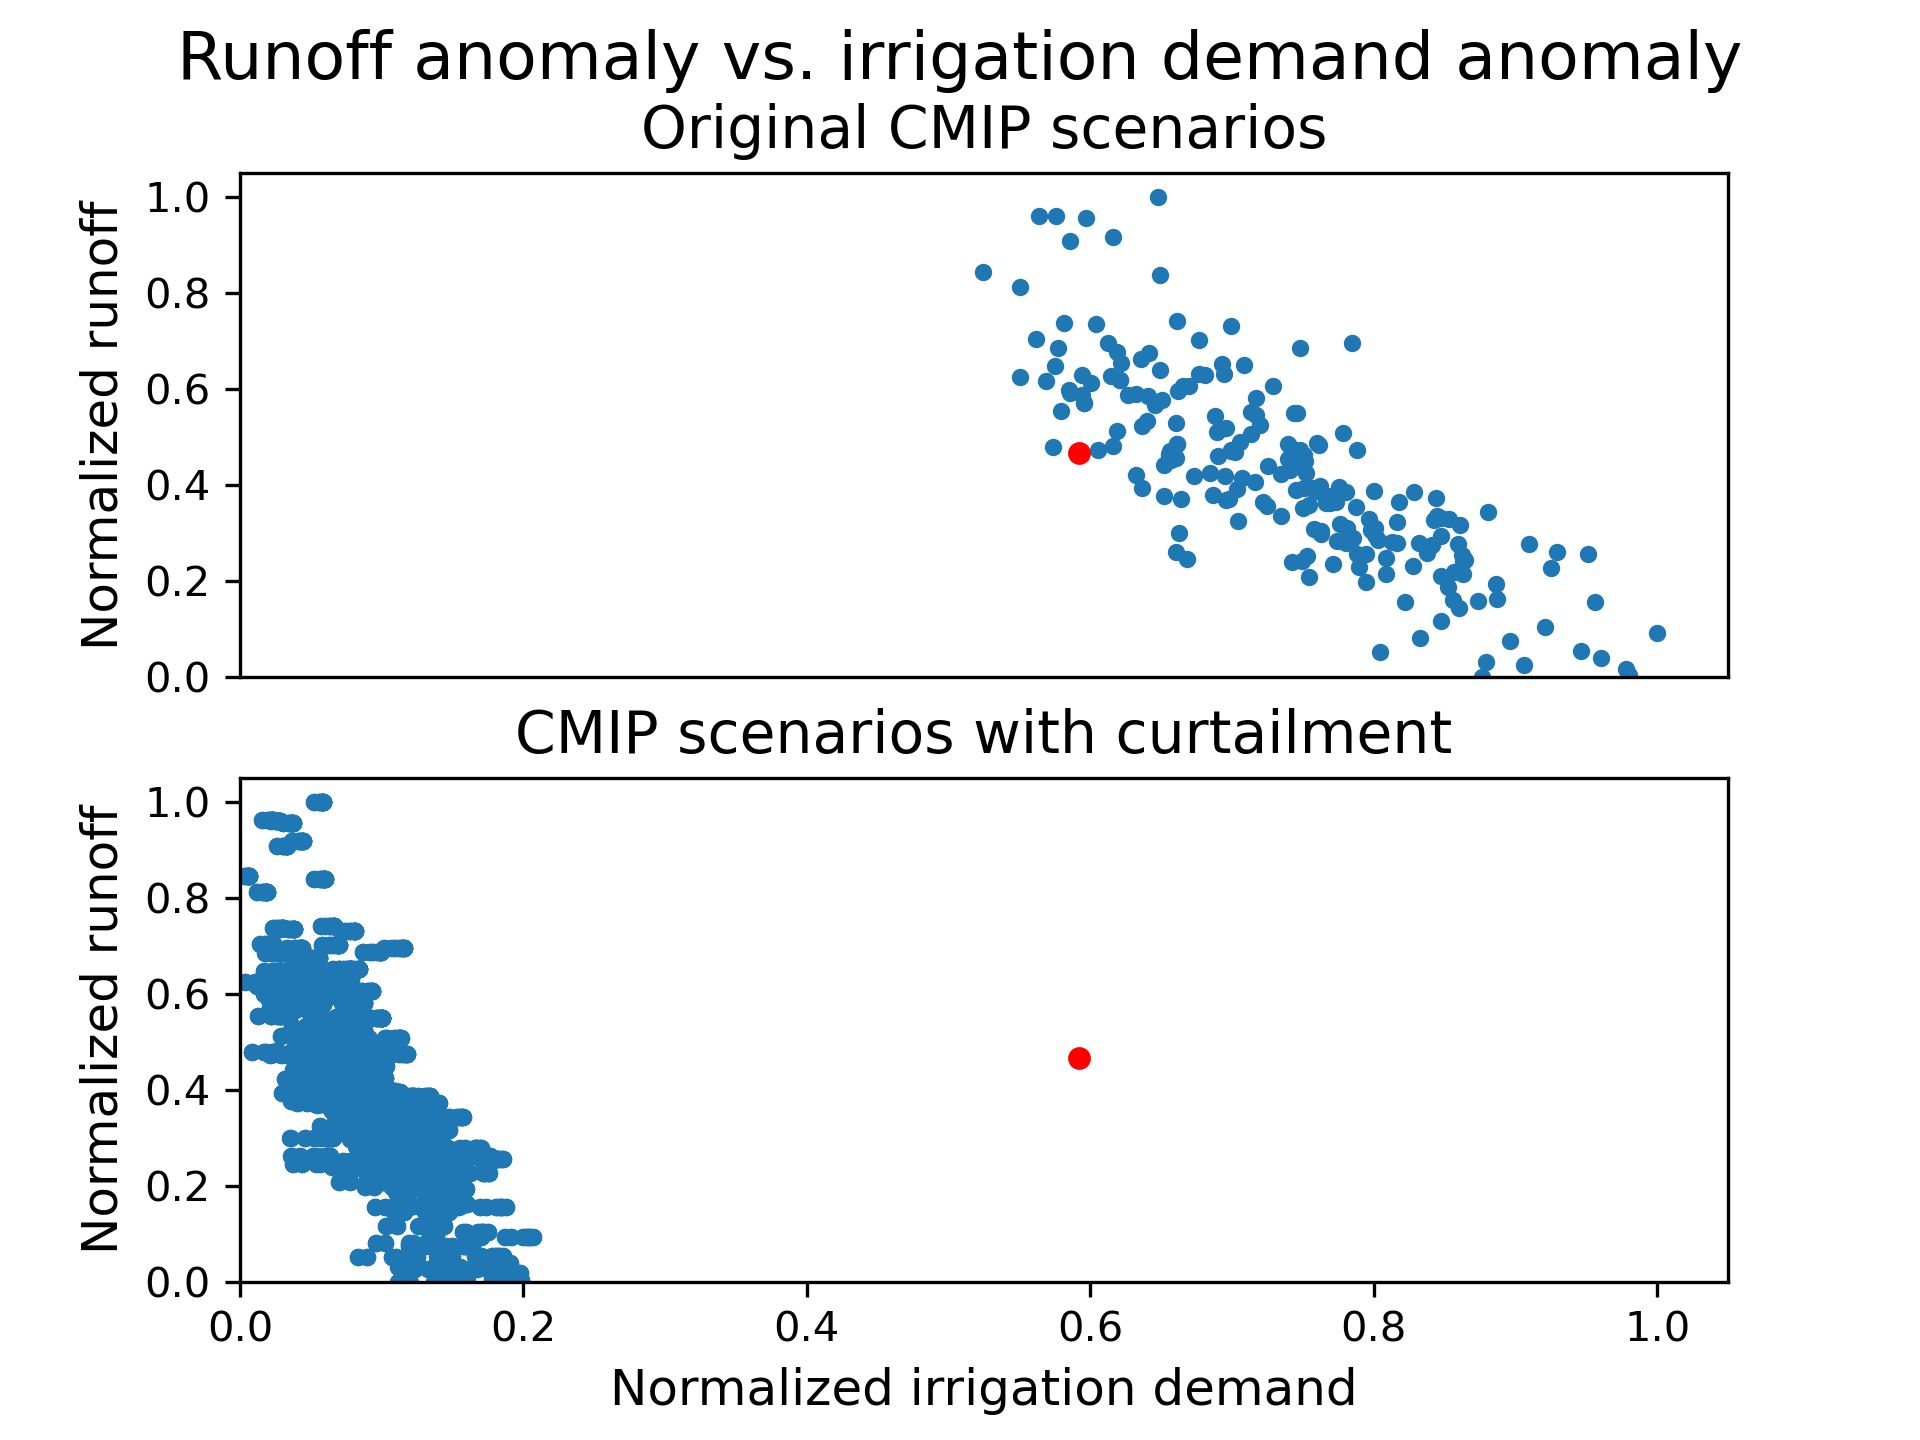 Runoff anomaly vs. irrigation demand anomaly
Original CMIP scenarios
Normalized runoff
1.0
0.8
0.6
0.4
0.2
0.0
CMIP scenarios with curtailment
Normalized runoff
1.0
0.8
0.6
0.4
0.2
0.0
0.0 0.2 0.4 0.6 0.8 1.0
Normalized irrigation demand